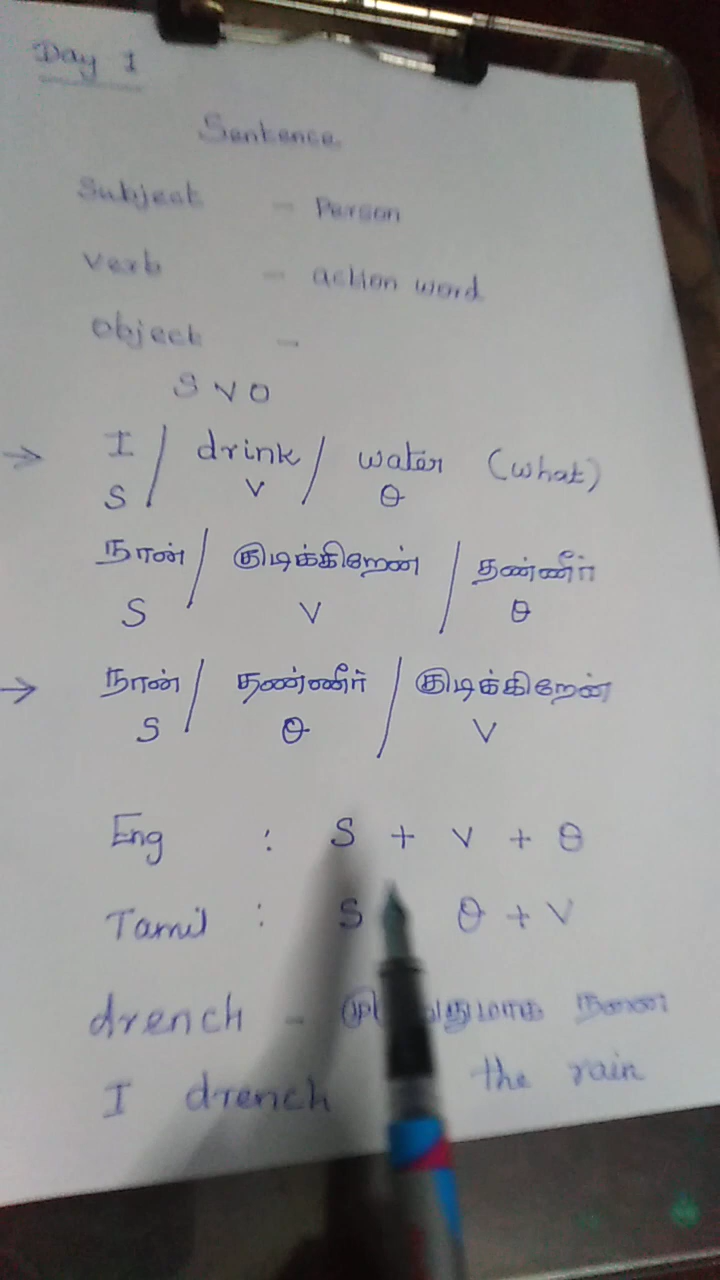 Day 1
Sentence
Subject - Person
Verb - action word
Object -
S V O
I / drink / water (what)
S V O
நான் / குடிக்கிறேன் / தண்ணீர்
S V O
நான் / தண்ணீர் / குடிக்கிறேன்
S O V
Eng : S + V + O
Tamil : S O + V
drench - நனை
I drench the rain